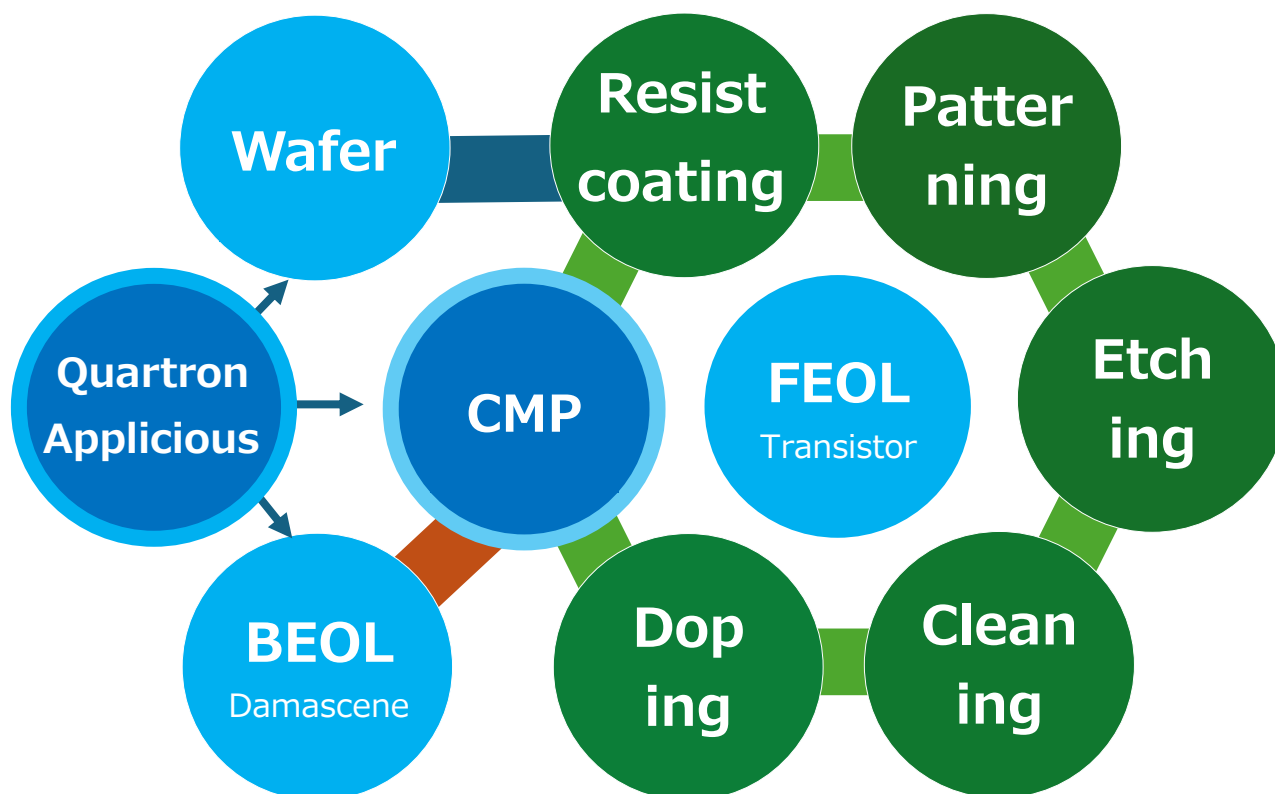 Wafer
Resist
coating
Patter
ning
Quartron
Applicious
CMP
FEOL
Transistor
Etch
ing
BEOL
Damascene
Dop
ing
Clean
ing